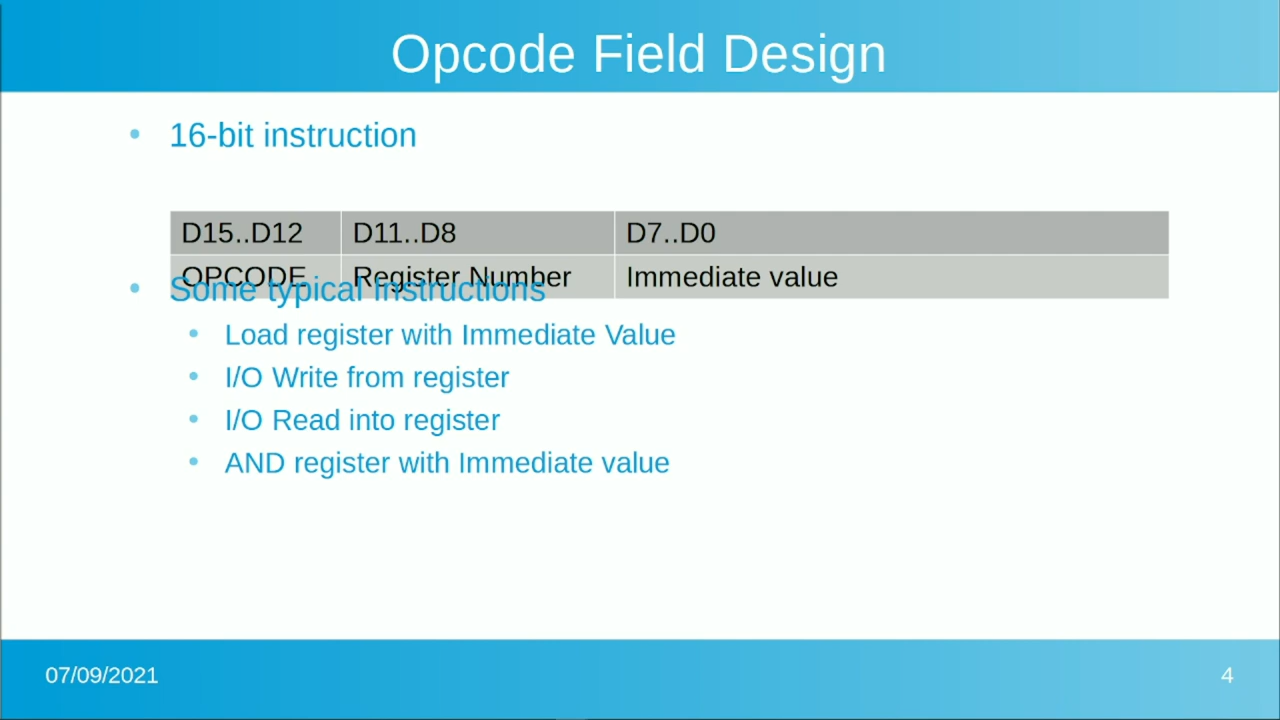 Opcode Field Design
• 16-bit instruction
D15..D12 D11..D8 D7..D0
OPCODE Register Number Immediate value
• Some typical instructions
• Load register with Immediate Value
• I/O Write from register
• I/O Read into register
• AND register with Immediate value
07/09/2021 4